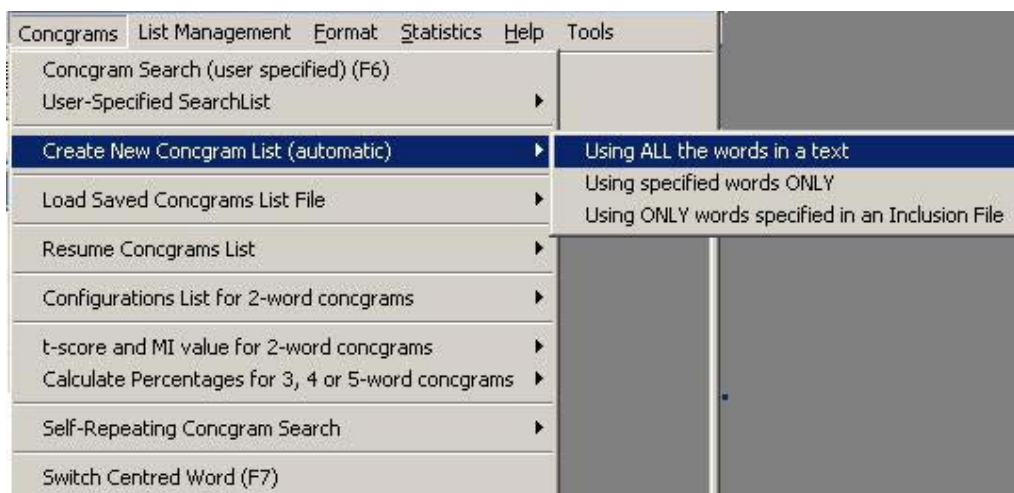 Concgrams List Management Format Statistics Help Tools
Concgram Search (user specified) (F6)
User-Specified SearchList
Create New Concgram List (automatic)
Using ALL the words in a text
Using specified words ONLY
Using ONLY words specified in an Inclusion File
Load Saved Concgrams List File
Resume Concgrams List
Configurations List for 2-word concgrams
t-score and MI value for 2-word concgrams
Calculate Percentages for 3, 4 or 5-word concgrams
Self-Repeating Concgram Search
Switch Centred Word (F7)